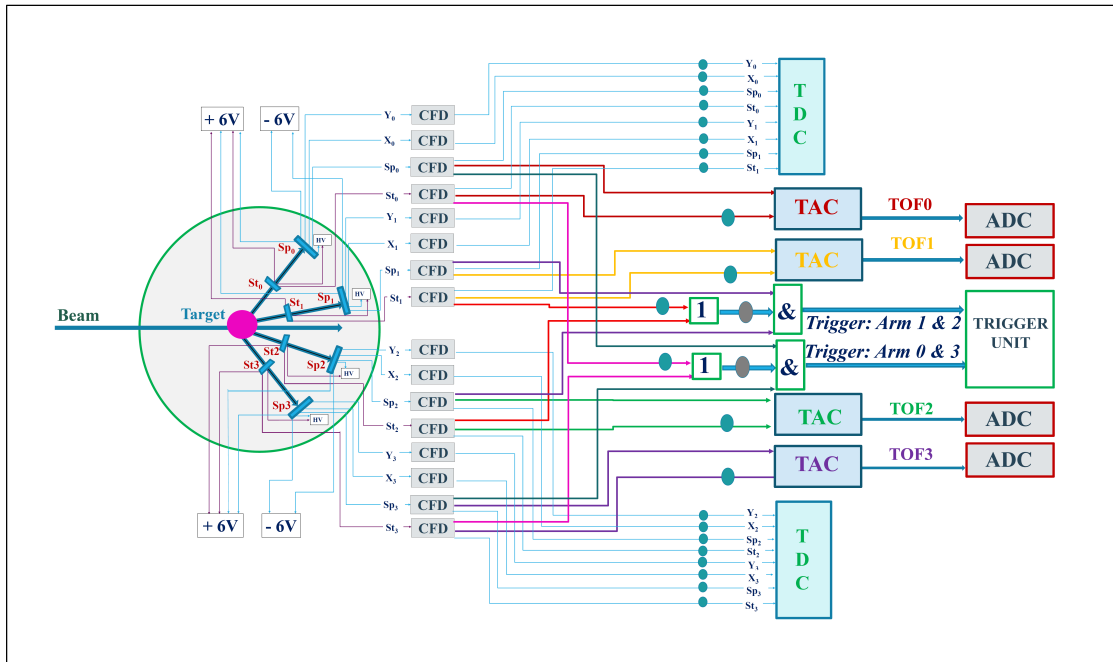 + 6V
- 6V
Y0
CFD
X0
CFD
Sp0
CFD
St0
CFD
Y1
CFD
X1
CFD
Sp1
CFD
St1
CFD
Y2
CFD
X2
CFD
Sp2
CFD
St2
CFD
Y3
CFD
X3
CFD
Sp3
CFD
St3
CFD
Beam
Target
Sp0
HV
St0
St1
Sp1
HV
St2
Sp2
HV
St3
Sp3
HV
+ 6V
- 6V
Y0
X0
Sp0
St0
Y1
X1
Sp1
St1
T
D
C
TAC
TOF0
ADC
TAC
TOF1
ADC
1
&
Trigger: Arm 1 & 2
1
&
Trigger: Arm 0 & 3
TRIGGER
UNIT
TAC
TOF2
ADC
TAC
TOF3
ADC
Y2
X2
Sp2
St2
Y3
X3
Sp3
St3
T
D
C